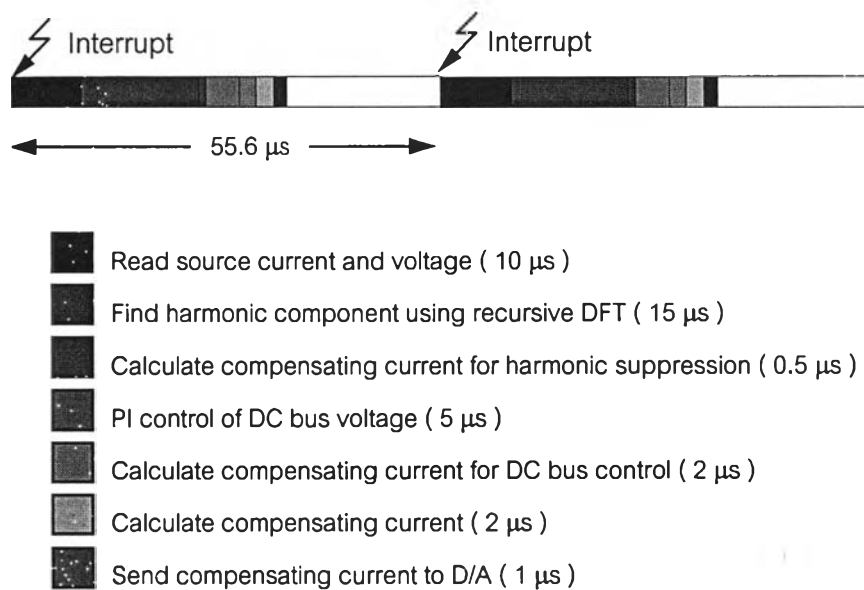 Interrupt
Interrupt
55.6 µs
Read source current and voltage ( 10 µs )
Find harmonic component using recursive DFT ( 15 µs )
Calculate compensating current for harmonic suppression ( 0.5 µs )
PI control of DC bus voltage ( 5 µs )
Calculate compensating current for DC bus control ( 2 µs )
Calculate compensating current ( 2 µs )
Send compensating current to D/A ( 1 µs )